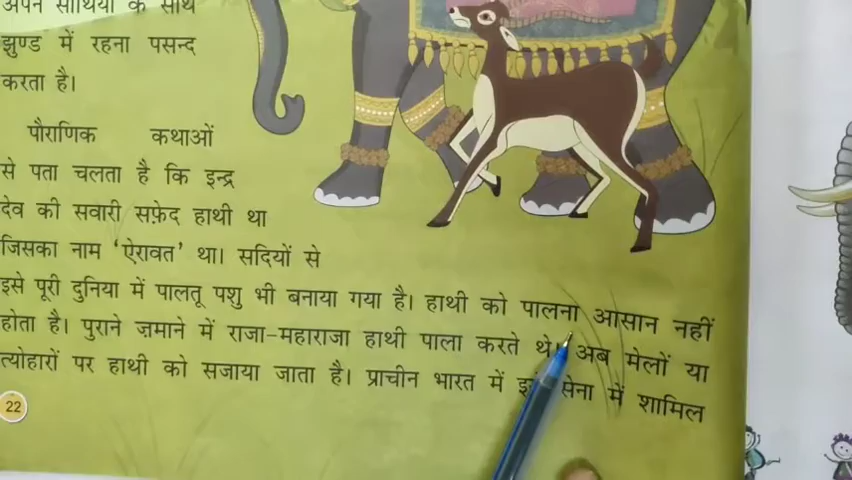 अपने साथियों के साथ
झुण्ड में रहना पसन्द
करता है।
पौराणिक कथाओं
से पता चलता है कि इन्द्र
देव की सवारी सफ़ेद हाथी था
जिसका नाम ‘ऐरावत’ था। सदियों से
इसे पूरी दुनिया में पालतू पशु भी बनाया गया है। हाथी को पालना आसान नहीं
होता है। पुराने ज़माने में राजा-महाराजा हाथी पाला करते थे। अब मेलों या
त्योहारों पर हाथी को सजाया जाता है। प्राचीन भारत में सेना में शामिल
22